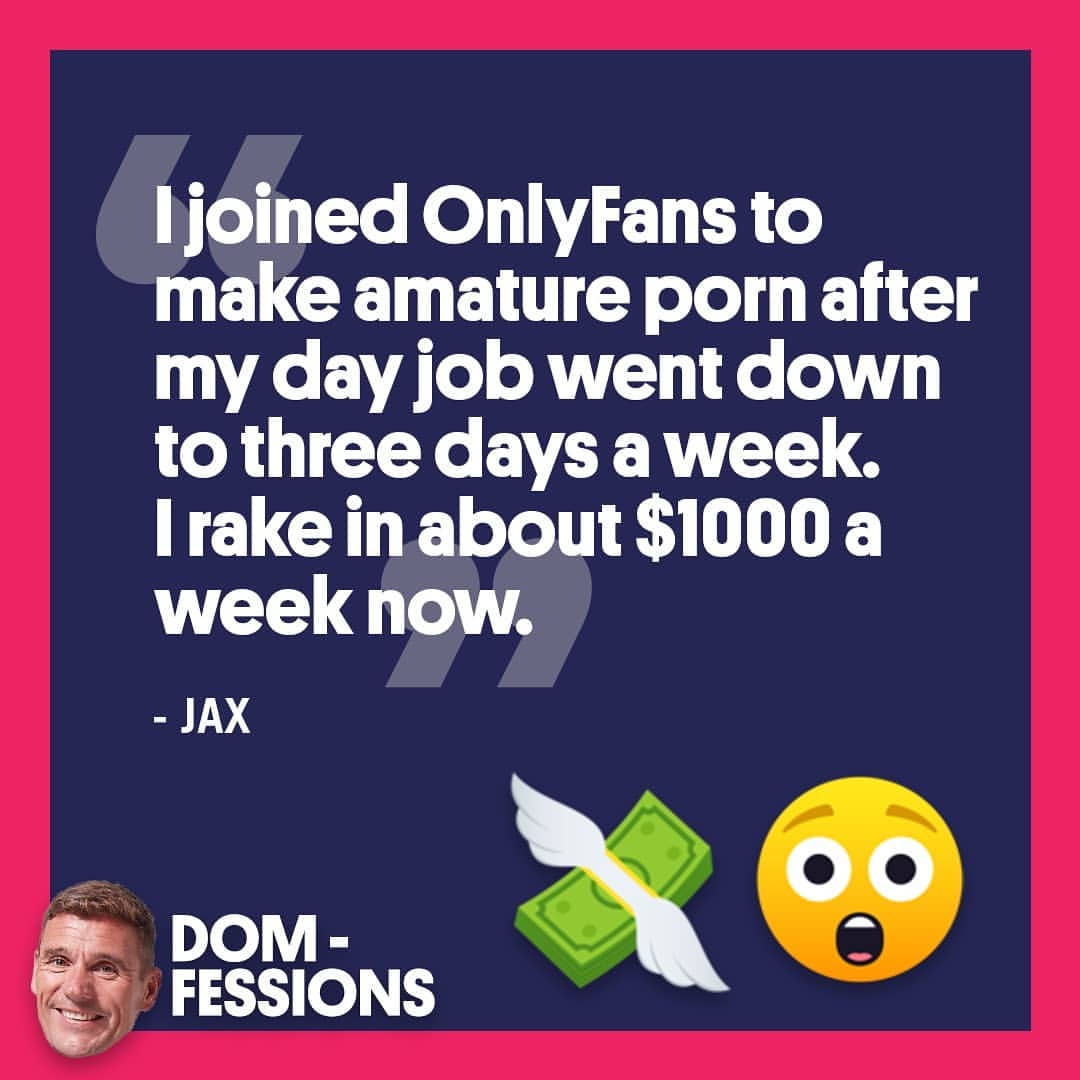 I joined OnlyFans to
make amature porn after
my day job went down
to three days a week.
I rake in about $1000 a
week now.
- JAX
DOM -
FESSIONS